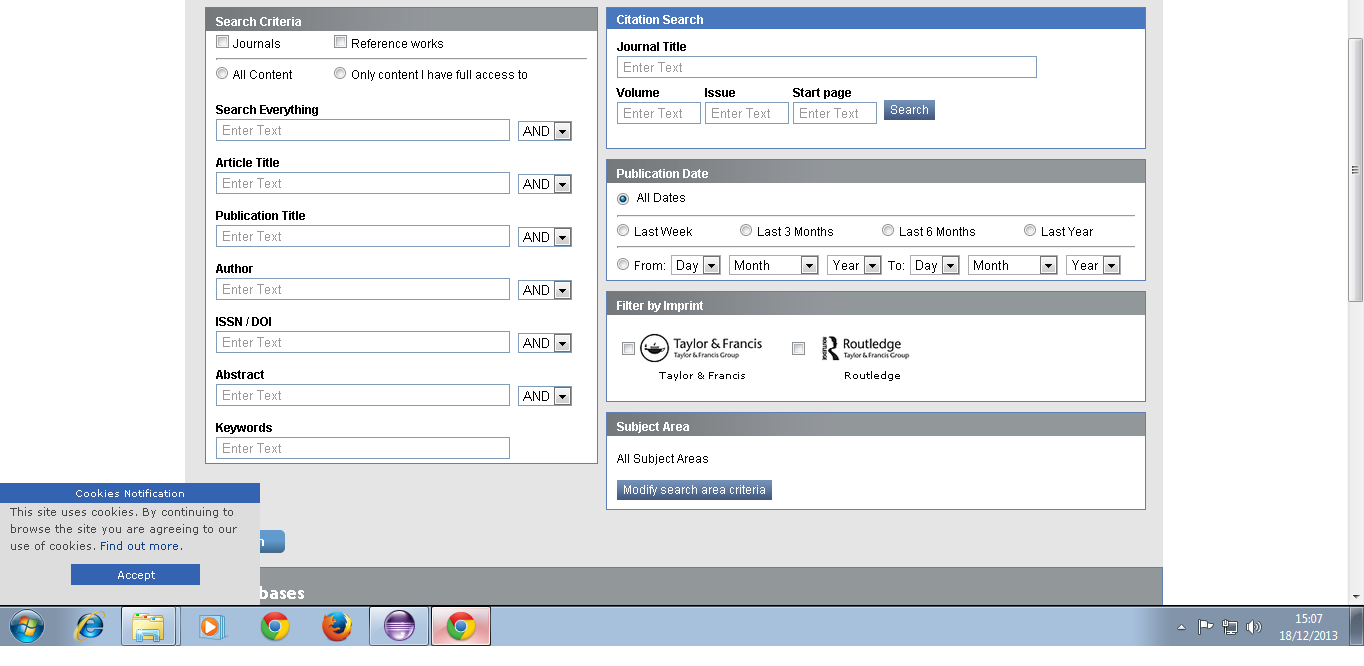 Search Criteria
Journals
Reference works
All Content
Only content I have full access to
Search Everything
Enter Text
AND
Article Title
Enter Text
AND
Publication Title
Enter Text
AND
Author
Enter Text
AND
ISSN / DOI
Enter Text
AND
Abstract
Enter Text
AND
Keywords
Enter Text
Citation Search
Journal Title
Enter Text
Volume Issue Start page
Enter Text Enter Text Enter Text Search
Publication Date
All Dates
Last Week Last 3 Months Last 6 Months Last Year
From: Day Month Year To: Day Month Year
Filter by Imprint
Taylor & Francis
Taylor & Francis Group
Taylor & Francis
ROUTLEDGE
Routledge
Taylor & Francis Group
Routledge
Subject Area
All Subject Areas
Modify search area criteria
Cookies Notification
This site uses cookies. By continuing to
browse the site you are agreeing to our
use of cookies. Find out more.
Accept
bases
15:07
18/12/2013